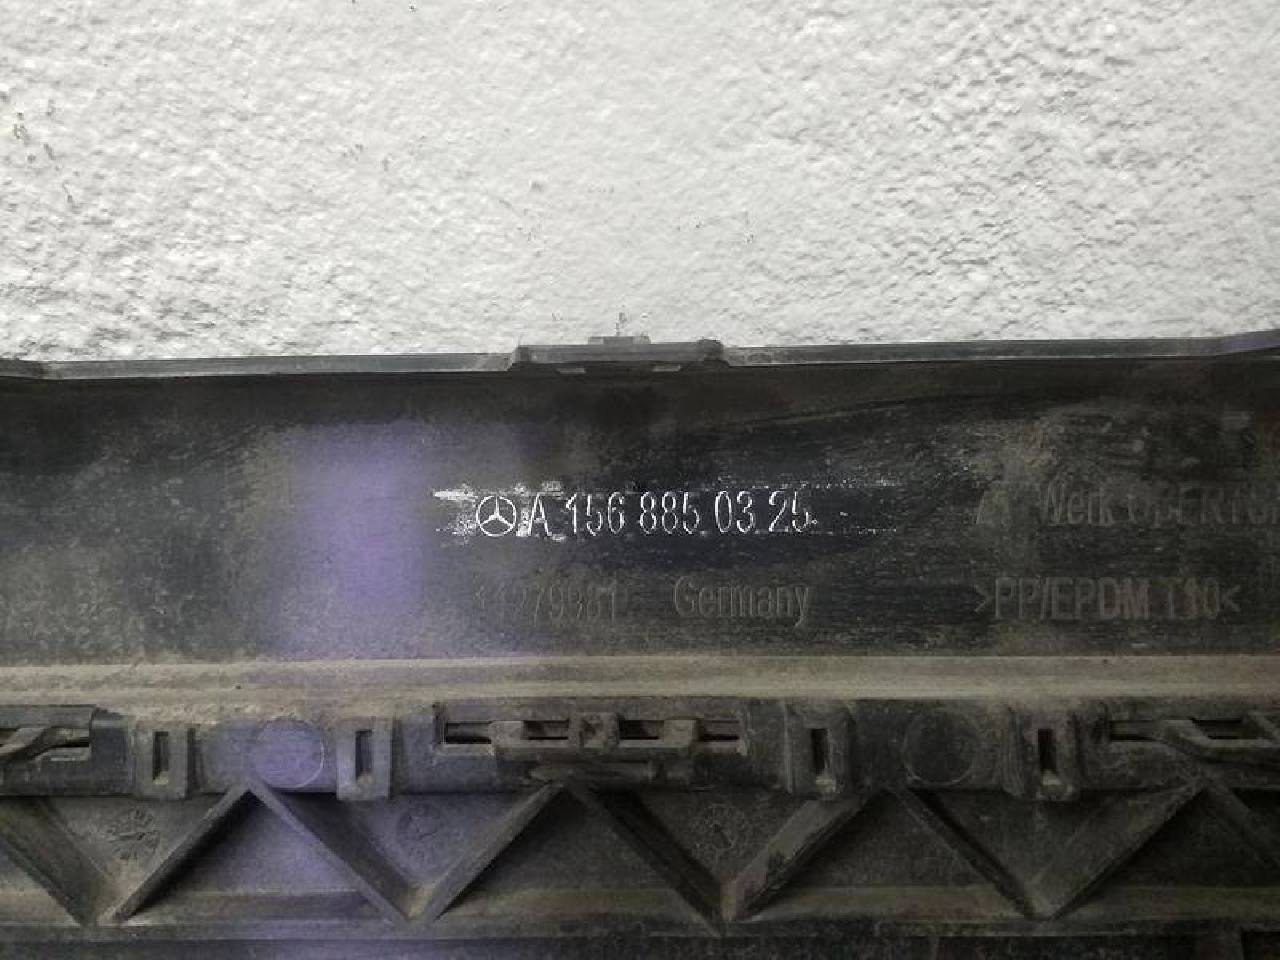 A 156 885 03 25
Werk
Germany
>PP/EPDM T10<